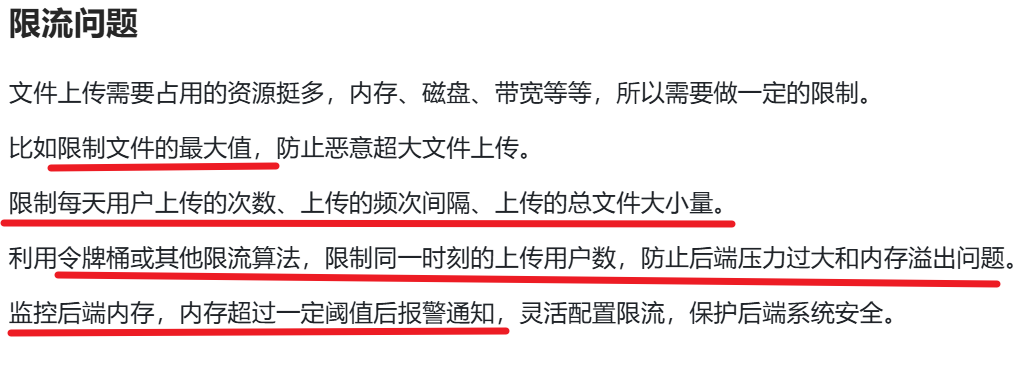 限流问题
文件上传需要占用的资源挺多，内存、磁盘、带宽等等，所以需要做一定的限制。
比如限制文件的最大值，防止恶意超大文件上传。
限制每天用户上传的次数、上传的频次间隔、上传的总文件大小量。
利用令牌桶或其他限流算法，限制同一时刻的上传用户数，防止后端压力过大和内存溢出问题。
监控后端内存，内存超过一定阈值后报警通知，灵活配置限流，保护后端系统安全。